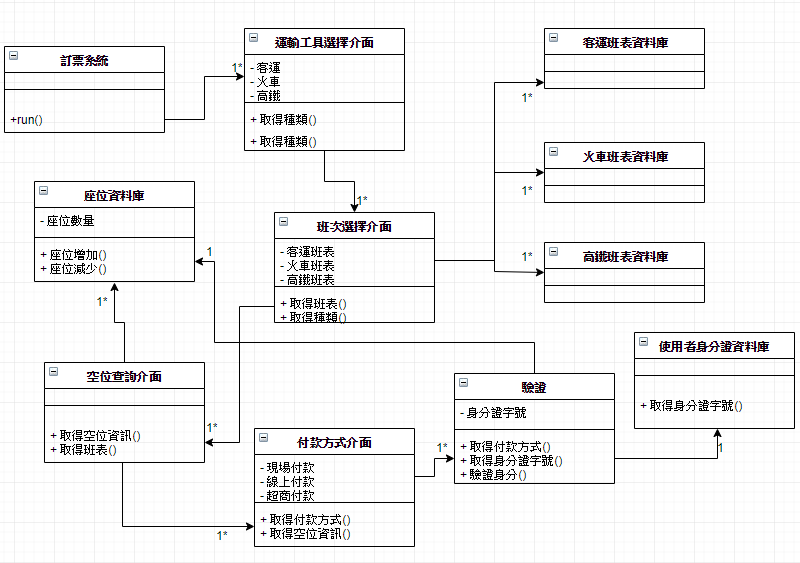 訂票系統
+run()
運輸工具選擇介面
- 客運
- 火車
- 高鐵
+ 取得種類()
+ 取得種類()
1*
客運班表資料庫
1*
火車班表資料庫
1*
高鐵班表資料庫
1*
座位資料庫
- 座位數量
+ 座位增加()
+ 座位減少()
1
1*
1*
班次選擇介面
- 客運班表
- 火車班表
- 高鐵班表
+ 取得班表()
+ 取得種類()
空位查詢介面
+ 取得空位資訊()
+ 取得班表()
1*
付款方式介面
- 現場付款
- 線上付款
- 超商付款
+ 取得付款方式()
+ 取得空位資訊()
1*
驗證
- 身分證字號
+ 取得付款方式()
+ 取得身分證字號()
+ 驗證身分()
1*
使用者身分證資料庫
+ 取得身分證字號()
1